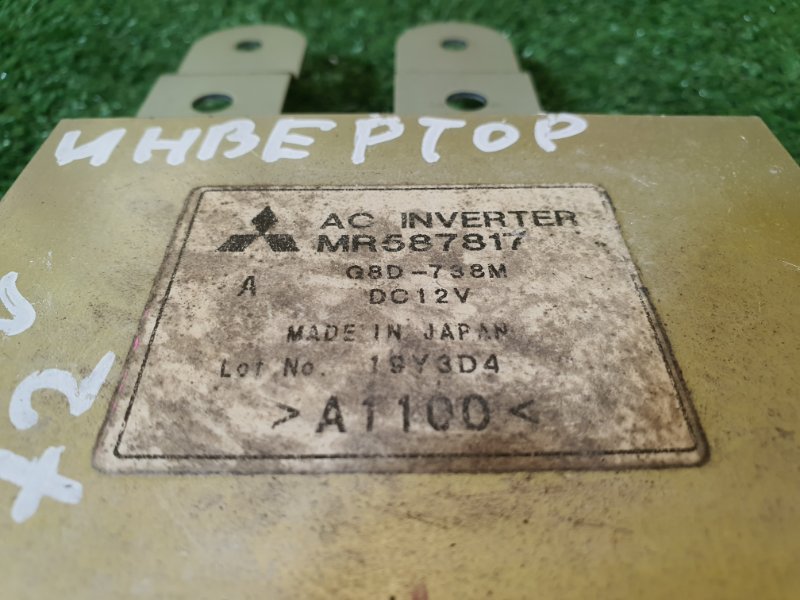 ИНВЕРТОР
AC INVERTER
MR587817
G8D-738M
A
DC12V
MADE IN JAPAN
Lot No. 19Y3D4
>A1100<